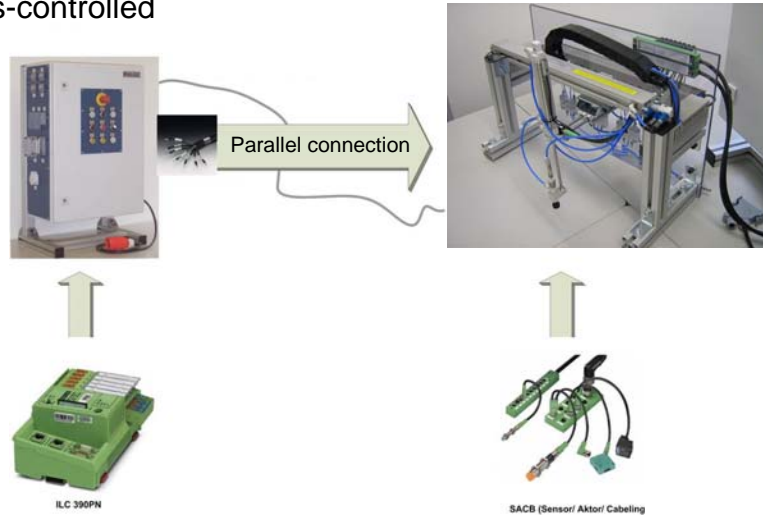 s-controlled
Parallel connection
ILC 390PN
SACB (Sensor/ Aktor/ Cabeling